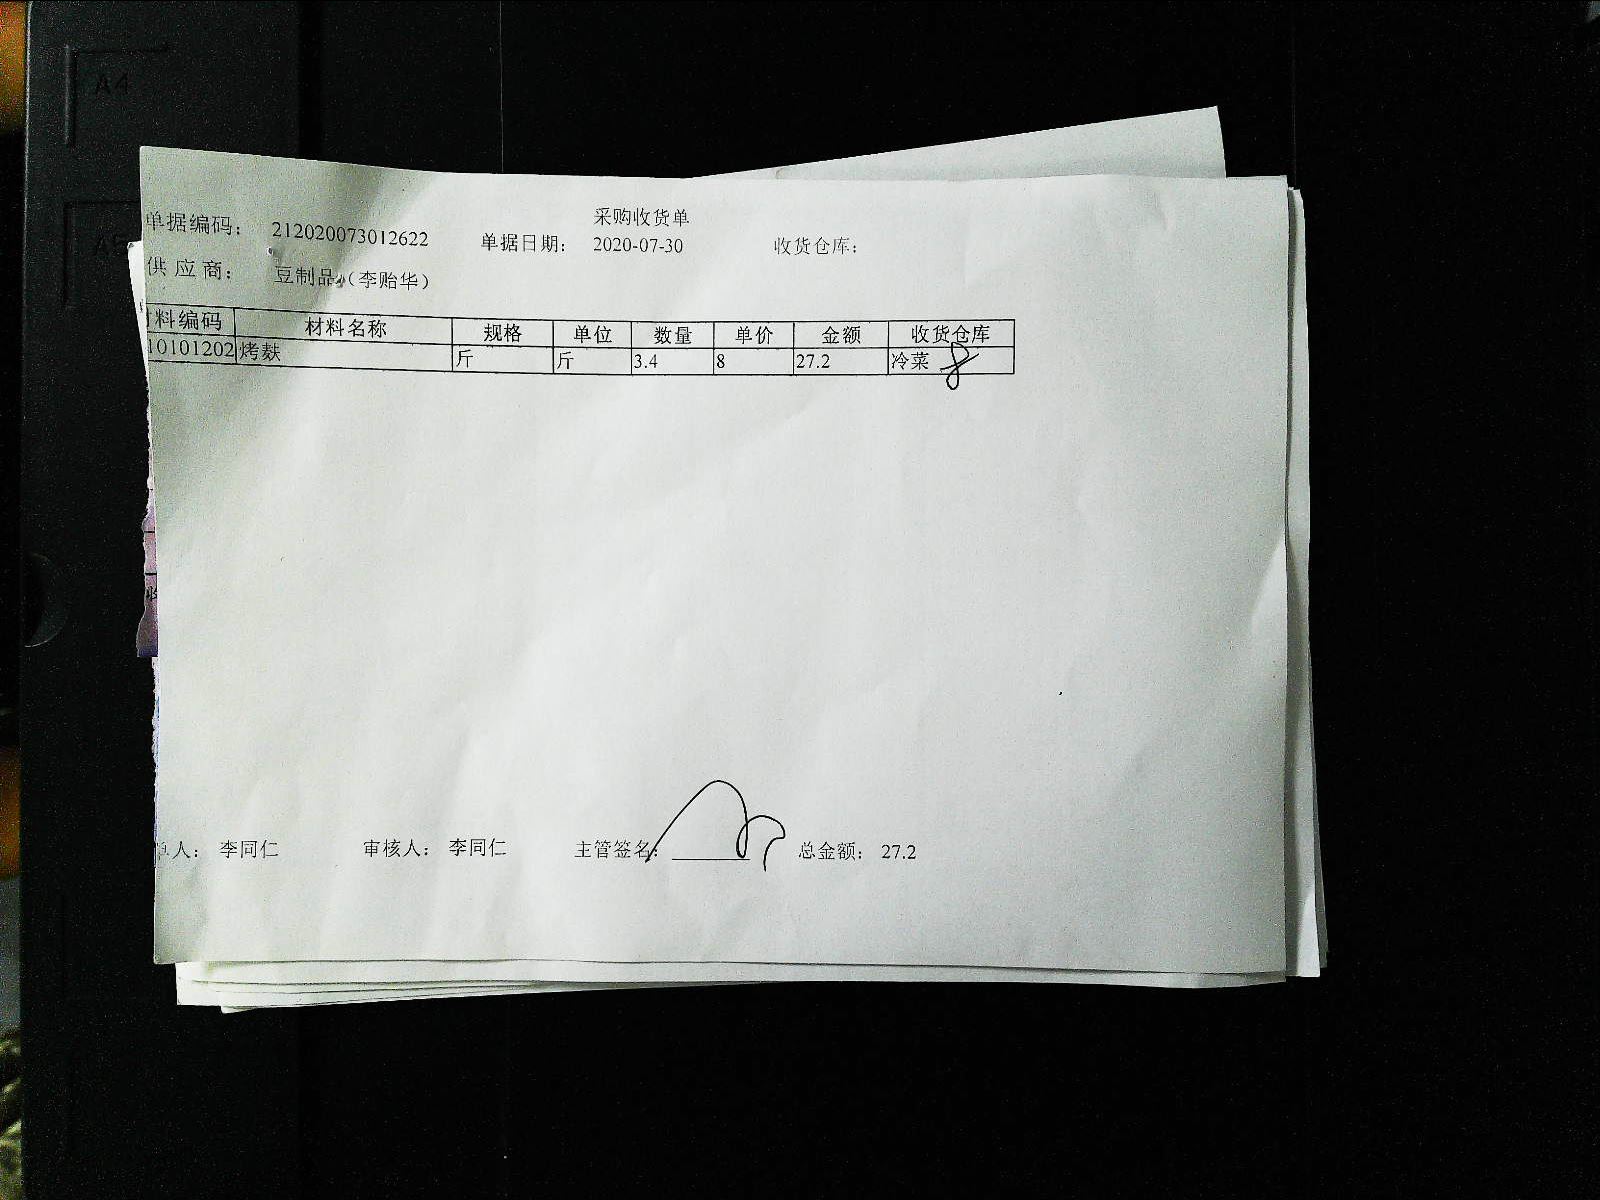 A4
采购收货单
单据编码： 212020073012622 单据日期： 2020-07-30 收货仓库：
供应商： 豆制品（李贻华）
料编码 材料名称 规格 单位 数量 单价 金额 收货仓库
10101202 烤麸 斤 斤 3.4 8 27.2 冷菜
单人： 李同仁 审核人： 李同仁 主管签名： 总金额： 27.2